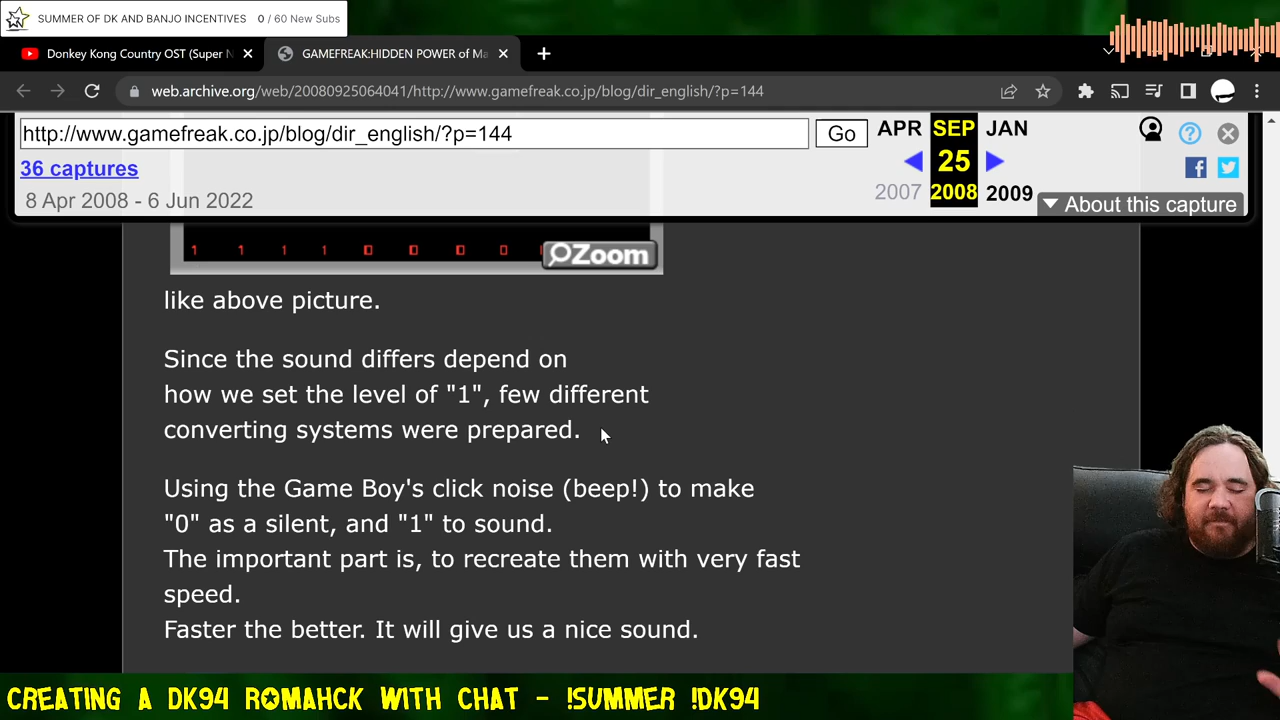 SUMMER OF DK AND BANJO INCENTIVES 0 / 60 New Subs
Donkey Kong Country OST (Super N
GAMEFREAK:HIDDEN POWER of Ma
web.archive.org/web/20080925064041/http://www.gamefreak.co.jp/blog/dir_english/?p=144
http://www.gamefreak.co.jp/blog/dir_english/?p=144
Go
APR SEP JAN
36 captures
25
8 Apr 2008 - 6 Jun 2022
2007 2008 2009
About this capture
1 1 1 1 0 0 0 0
Zoom
like above picture.
Since the sound differs depend on
how we set the level of "1", few different
converting systems were prepared.
Using the Game Boy's click noise (beep!) to make
"0" as a silent, and "1" to sound.
The important part is, to recreate them with very fast
speed.
Faster the better. It will give us a nice sound.
CREATING A DK94 ROMAHCK WITH CHAT - !SUMMER !DK94